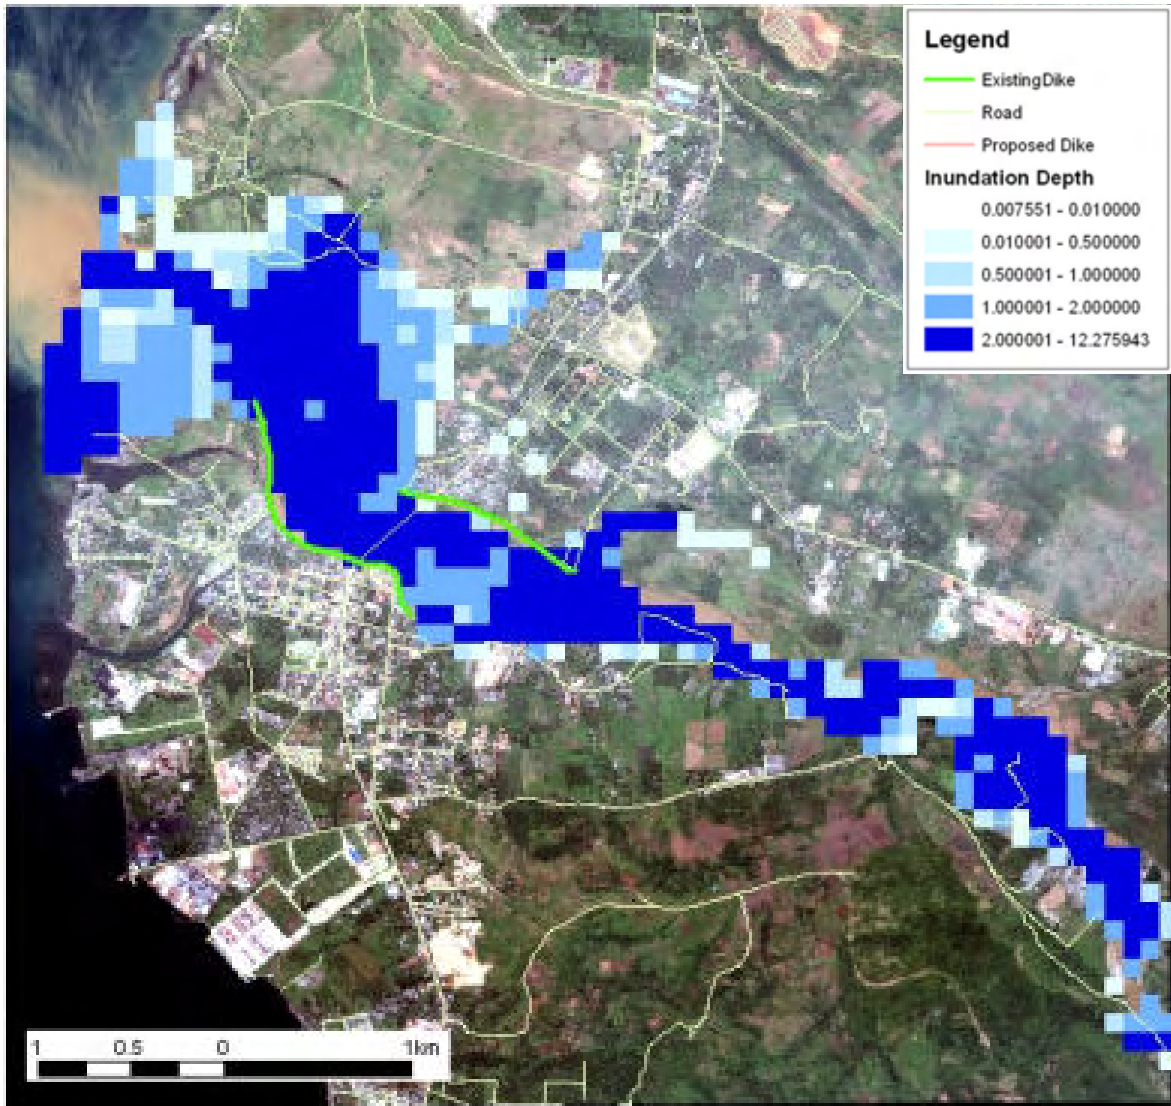 Legend
ExistingDike
Road
Proposed Dike
Inundation Depth
0.007551 - 0.010000
0.010001 - 0.500000
0.500001 - 1.000000
1.000001 - 2.000000
2.000001 - 12.275943
1 0.5 0 1km